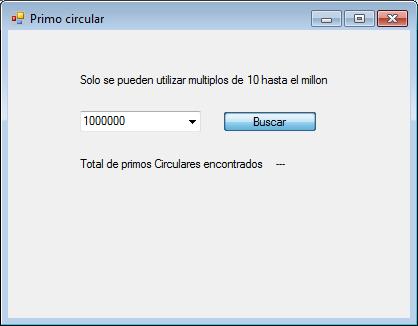 Primo circular
Solo se pueden utilizar multiplos de 10 hasta el millon
1000000
Buscar
Total de primos Circulares encontrados ---